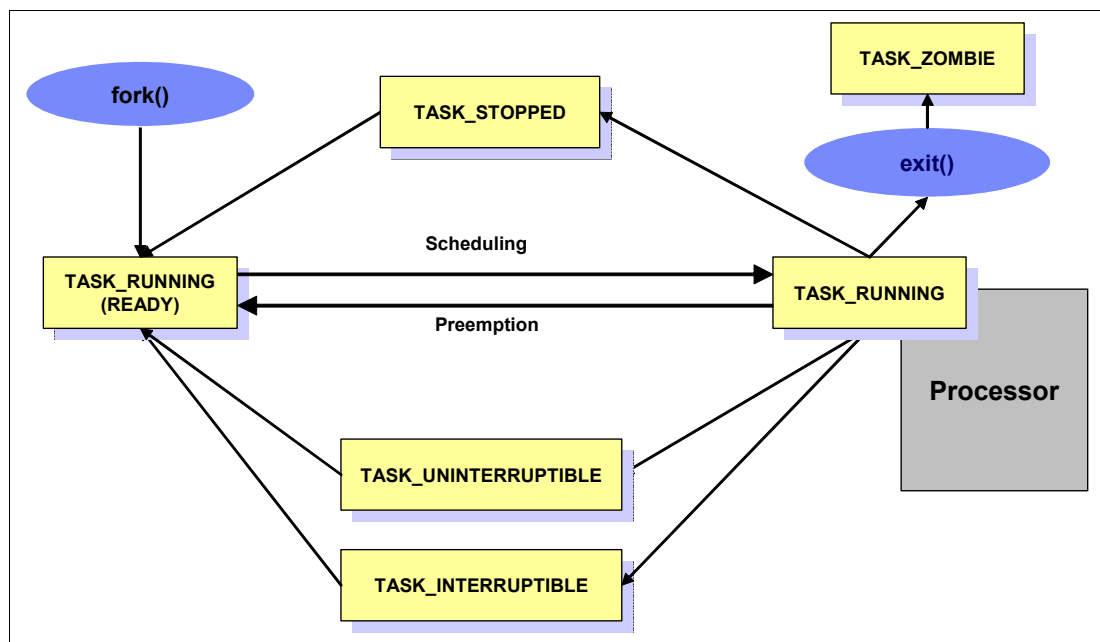 TASK_ZOMBIE
fork()
TASK_STOPPED
exit()
Scheduling
TASK_RUNNING
(READY)
TASK_RUNNING
Preemption
Processor
TASK_UNINTERRUPTIBLE
TASK_INTERRUPTIBLE